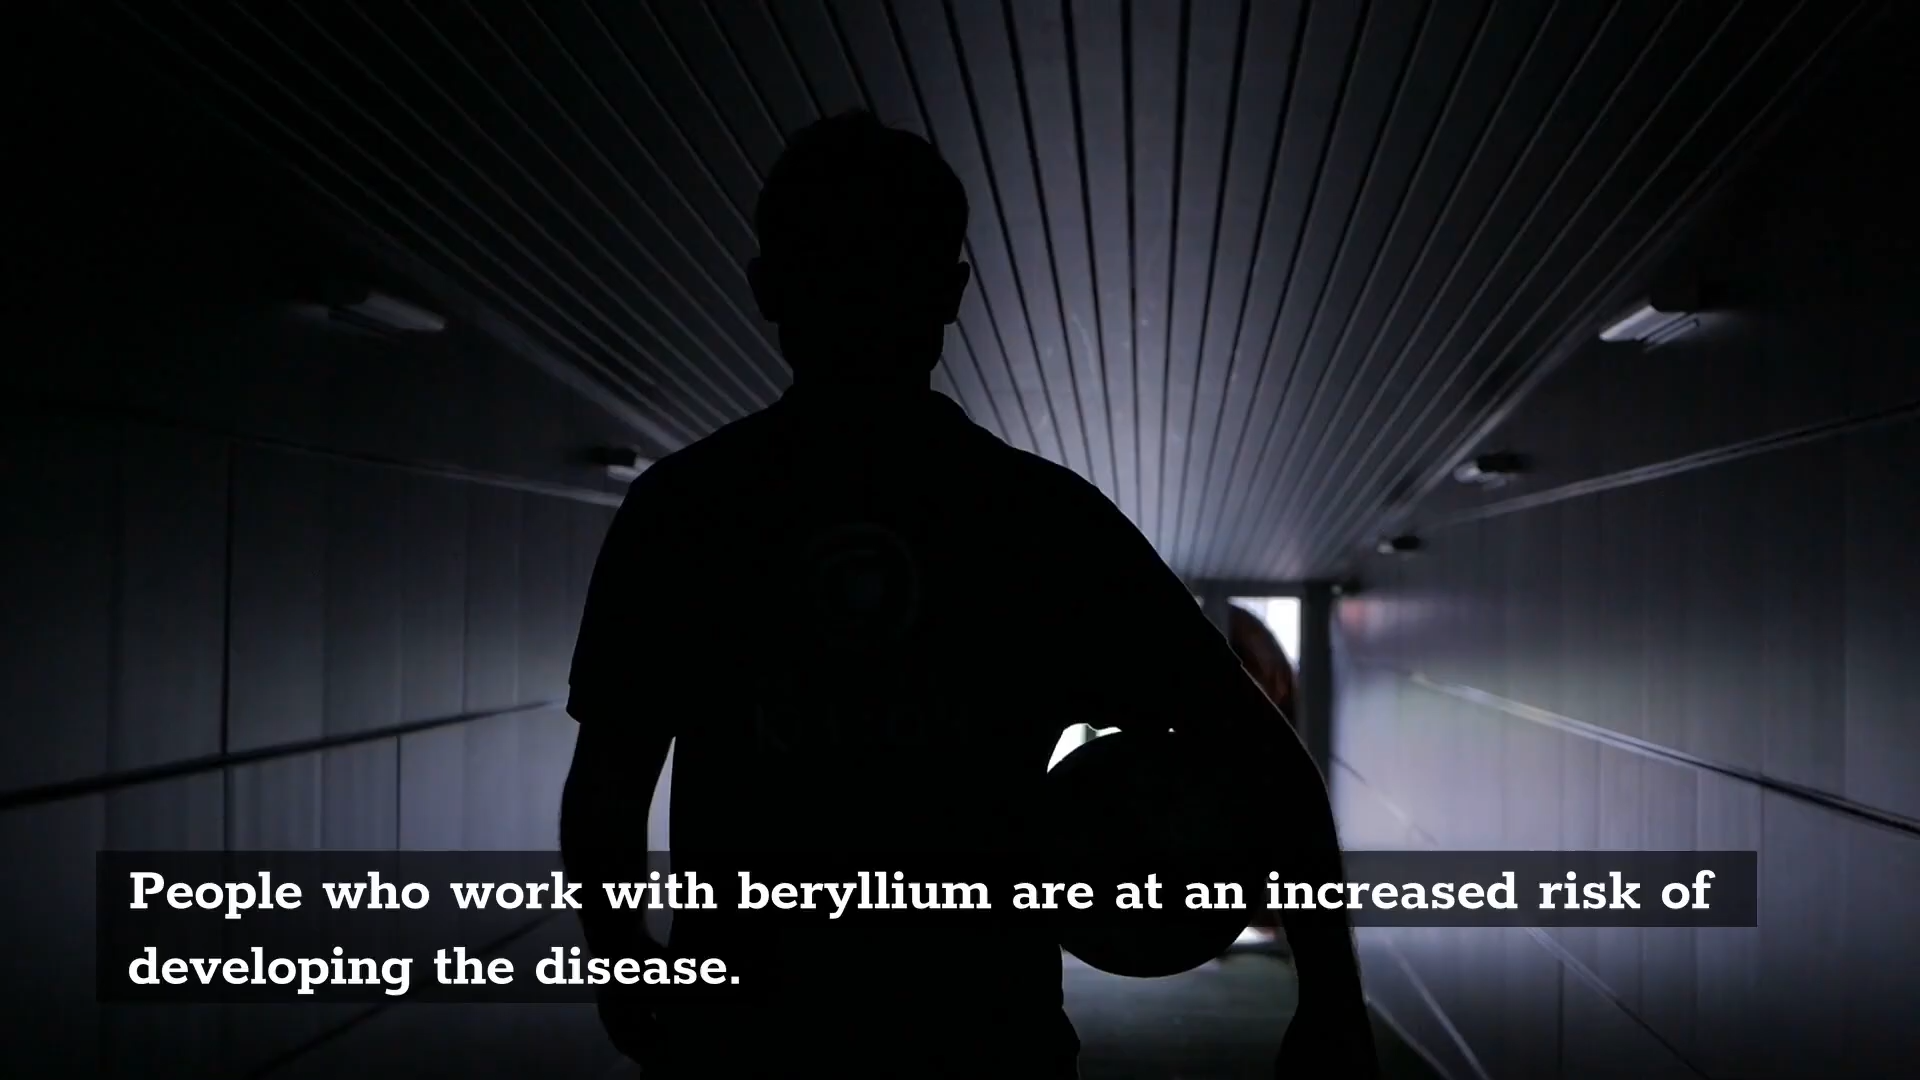 People who work with beryllium are at an increased risk of
developing the disease.